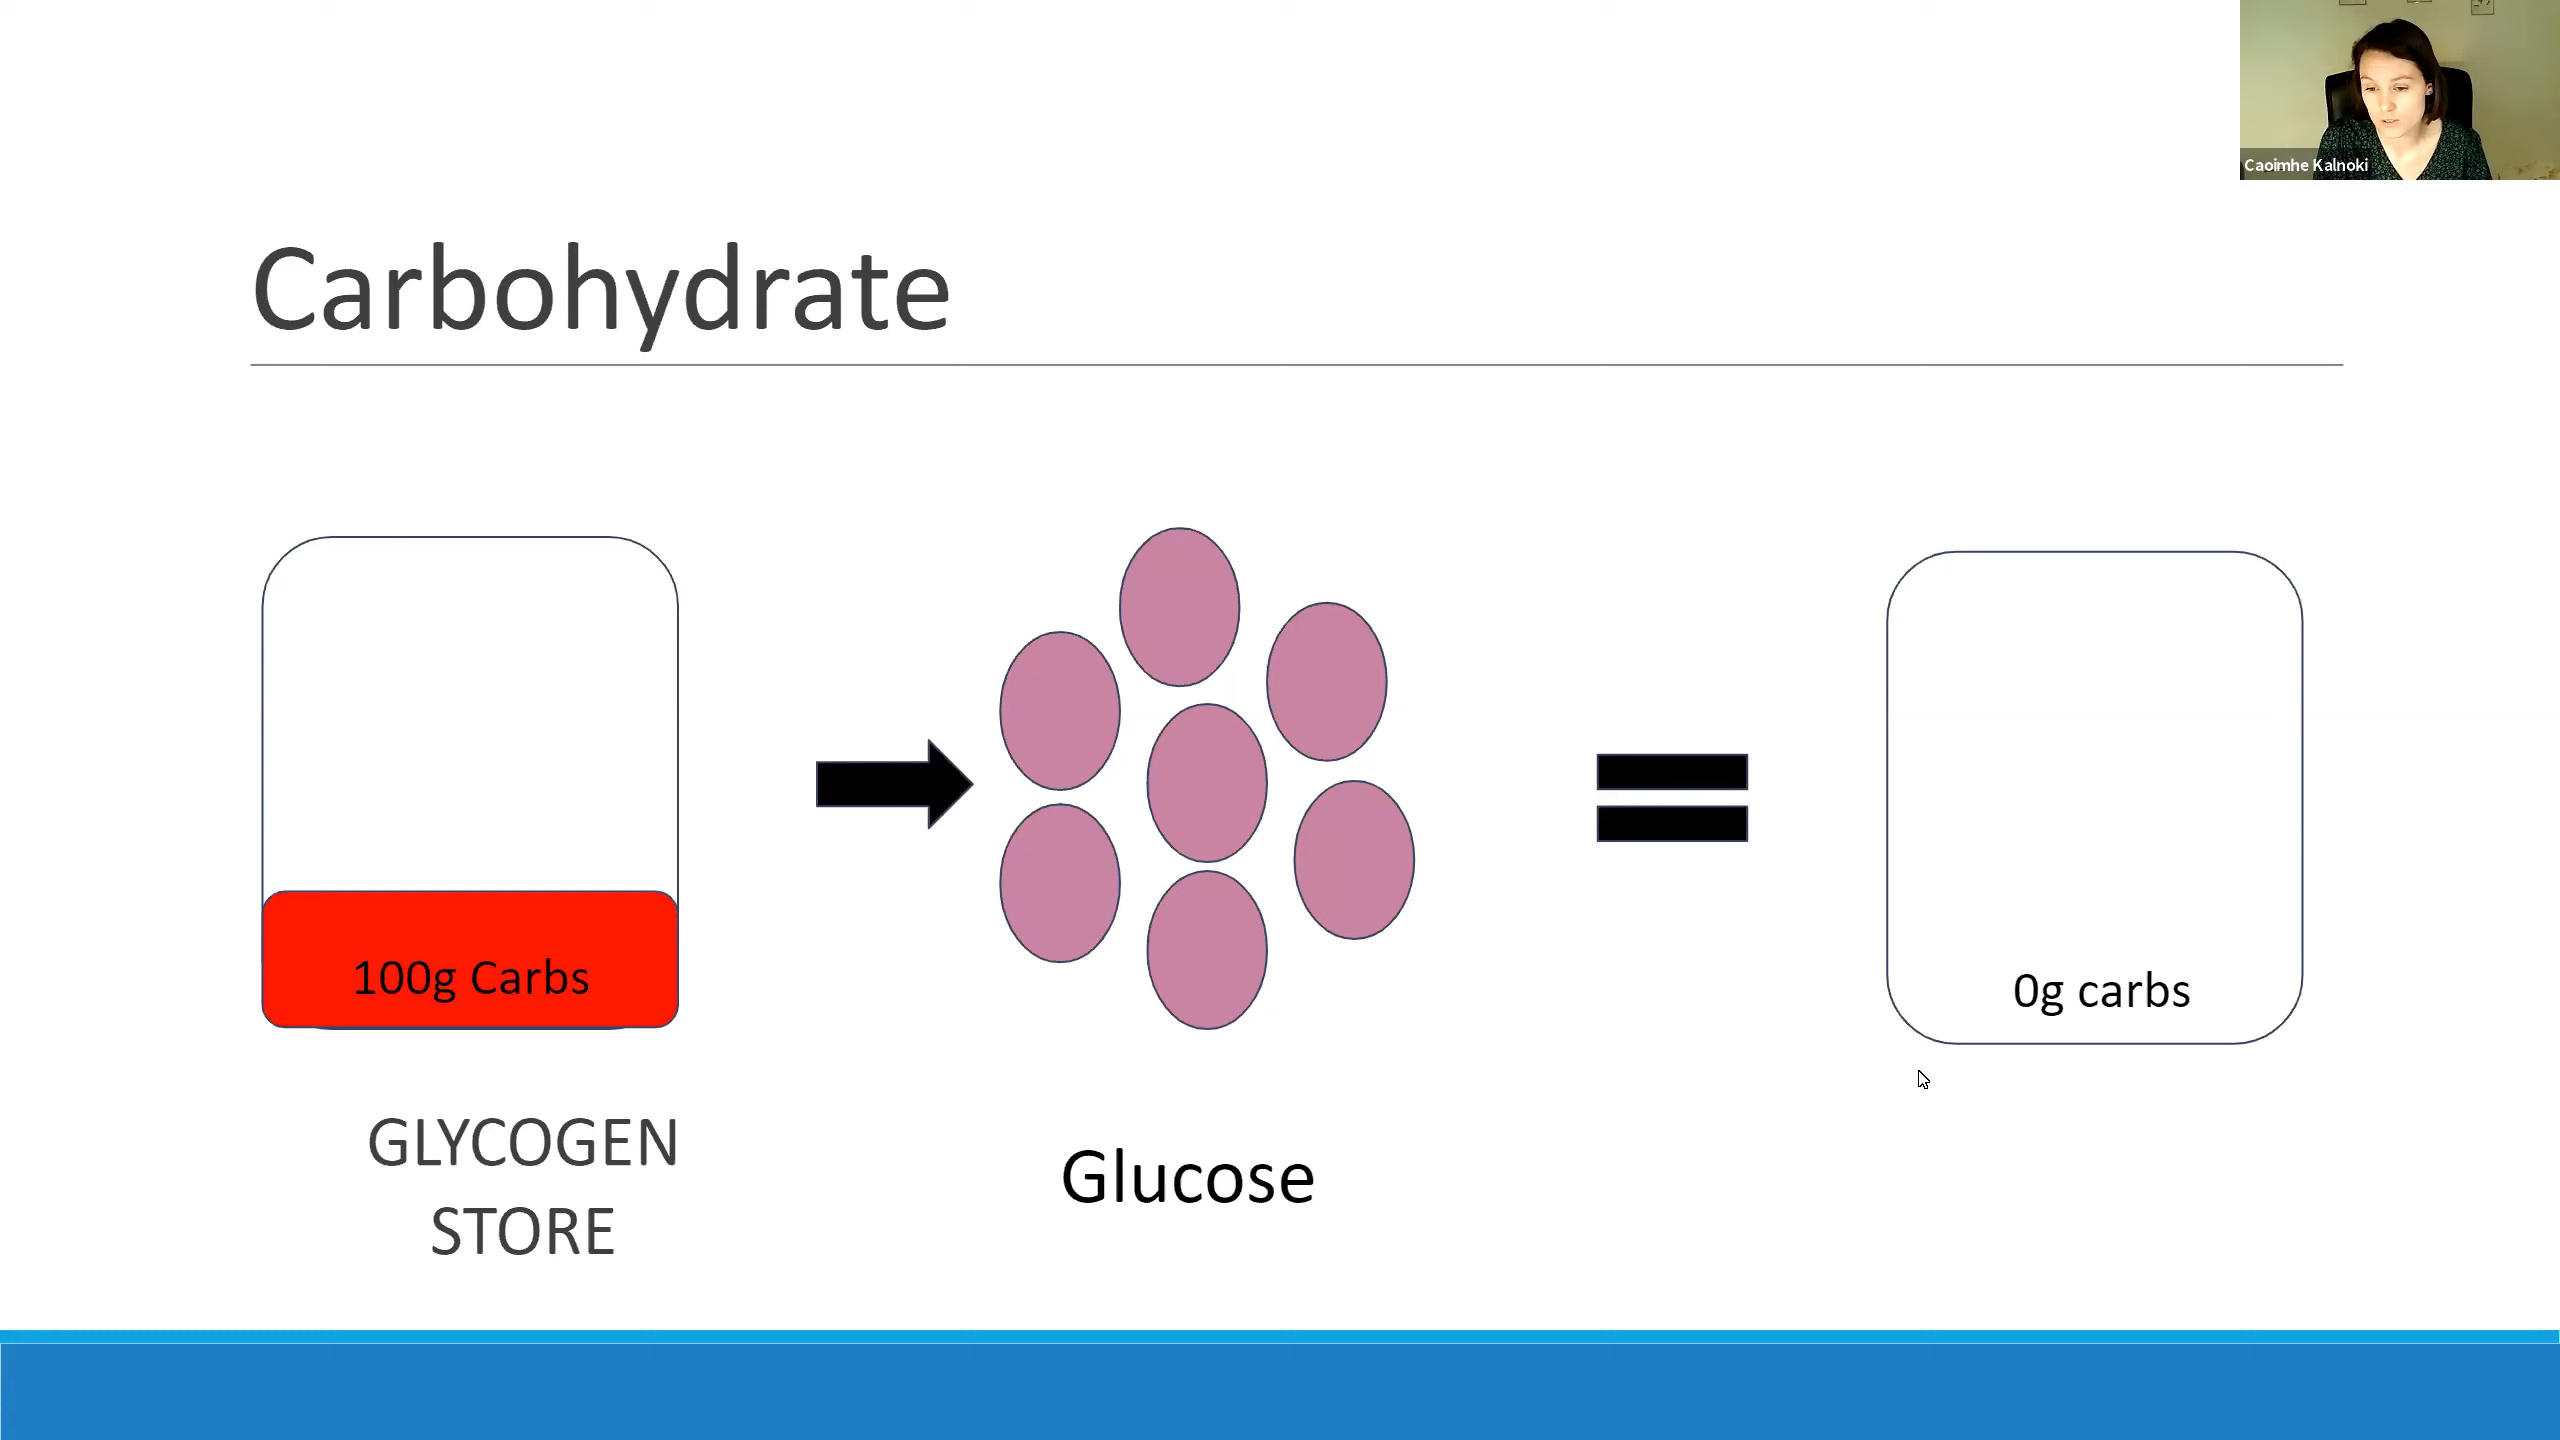 Caoimhe Kalnoki
Carbohydrate
100g Carbs
0g carbs
GLYCOGEN
STORE
Glucose